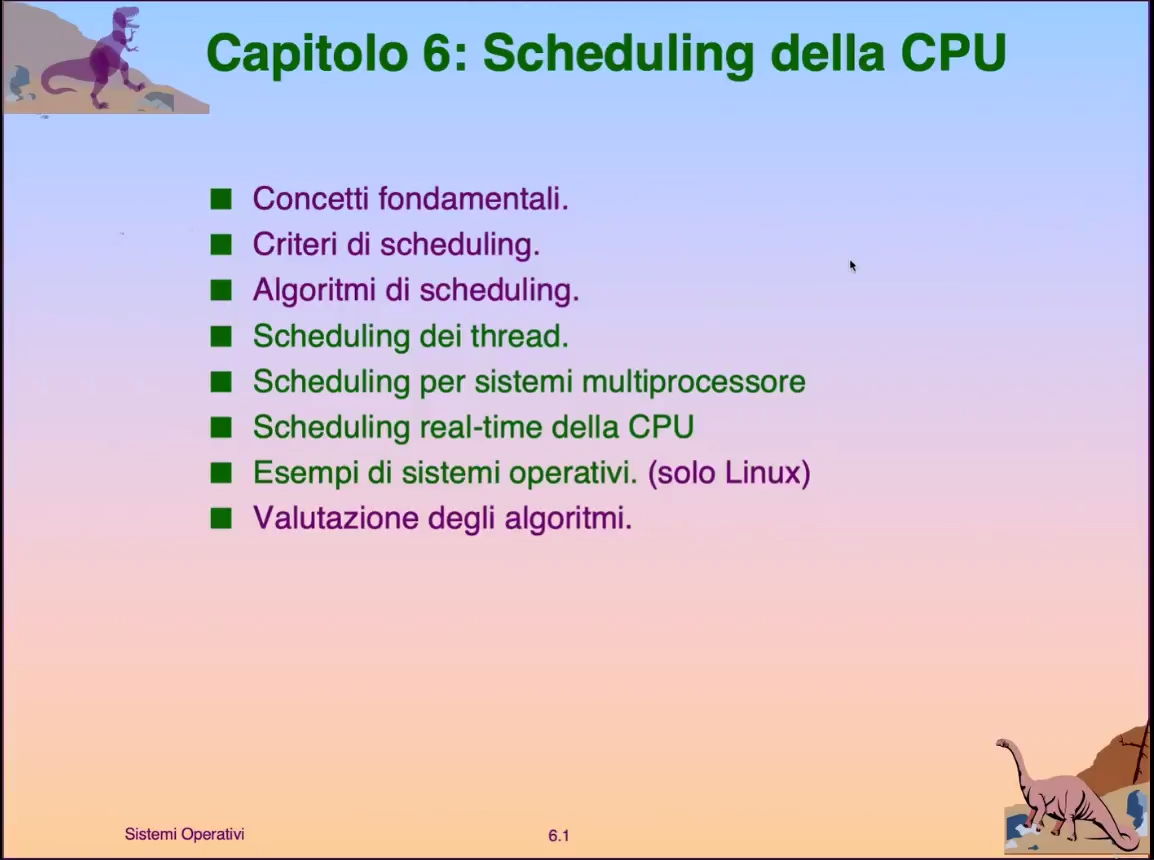 Capitolo 6: Scheduling della CPU
Concetti fondamentali.
Criteri di scheduling.
Algoritmi di scheduling.
Scheduling dei thread.
Scheduling per sistemi multiprocessore
Scheduling real-time della CPU
Esempi di sistemi operativi. (solo Linux)
Valutazione degli algoritmi.
Sistemi Operativi
6.1